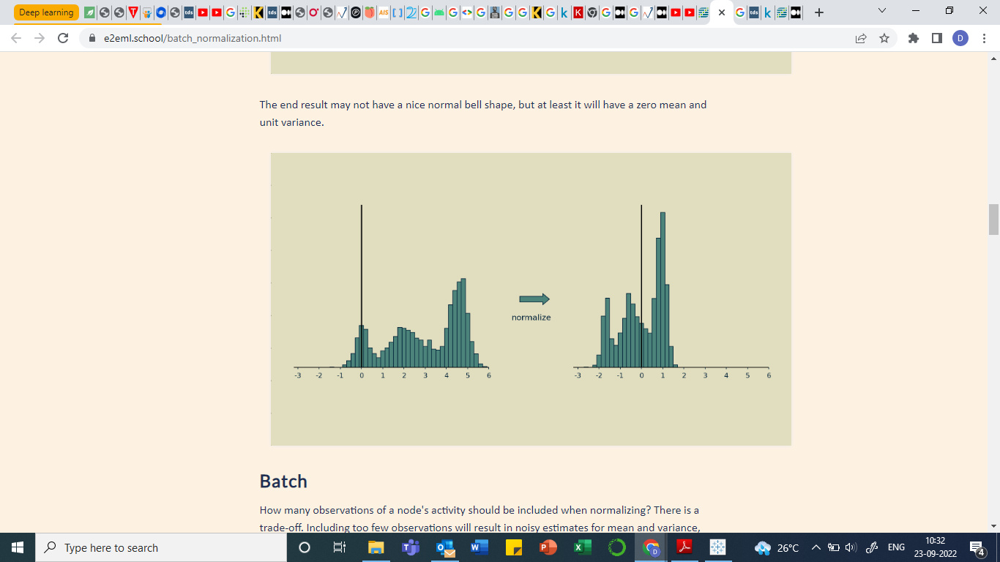 Deep learning
e2eml.school/batch_normalization.html
D
The end result may not have a nice normal bell shape, but at least it will have a zero mean and
unit variance.
normalize
-3 -2 -1 0 1 2 3 4 5 6
-3 -2 -1 0 1 2 3 4 5 6
Batch
How many observations of a node's activity should be included when normalizing? There is a
trade-off. Including too few observations will result in noisy estimates for mean and variance,
Type here to search
26°C
ENG
10:32
23-09-2022
4